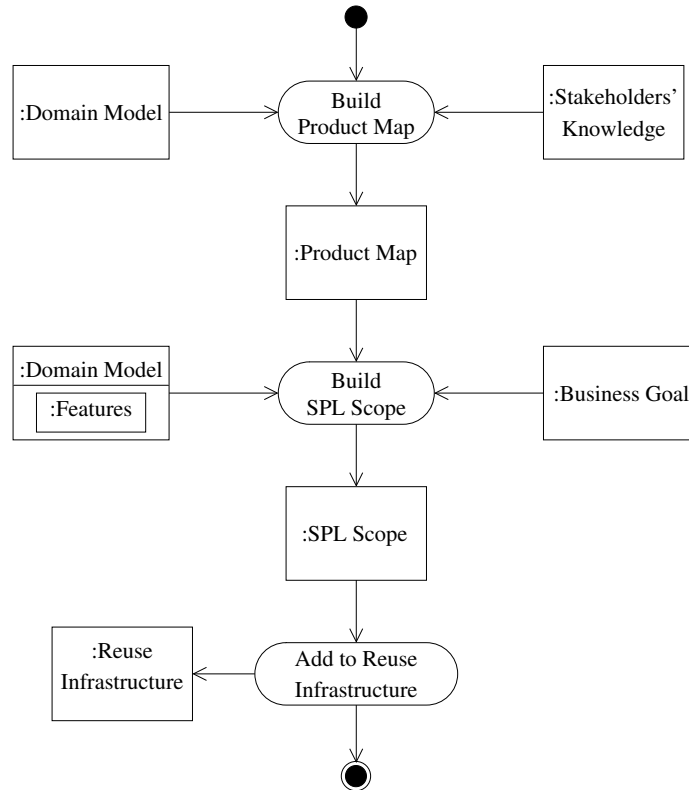 :Domain Model
Build
Product Map
:Stakeholders’
Knowledge
:Product Map
:Domain Model
:Features
Build
SPL Scope
:Business Goal
:SPL Scope
:Reuse
Infrastructure
Add to Reuse
Infrastructure